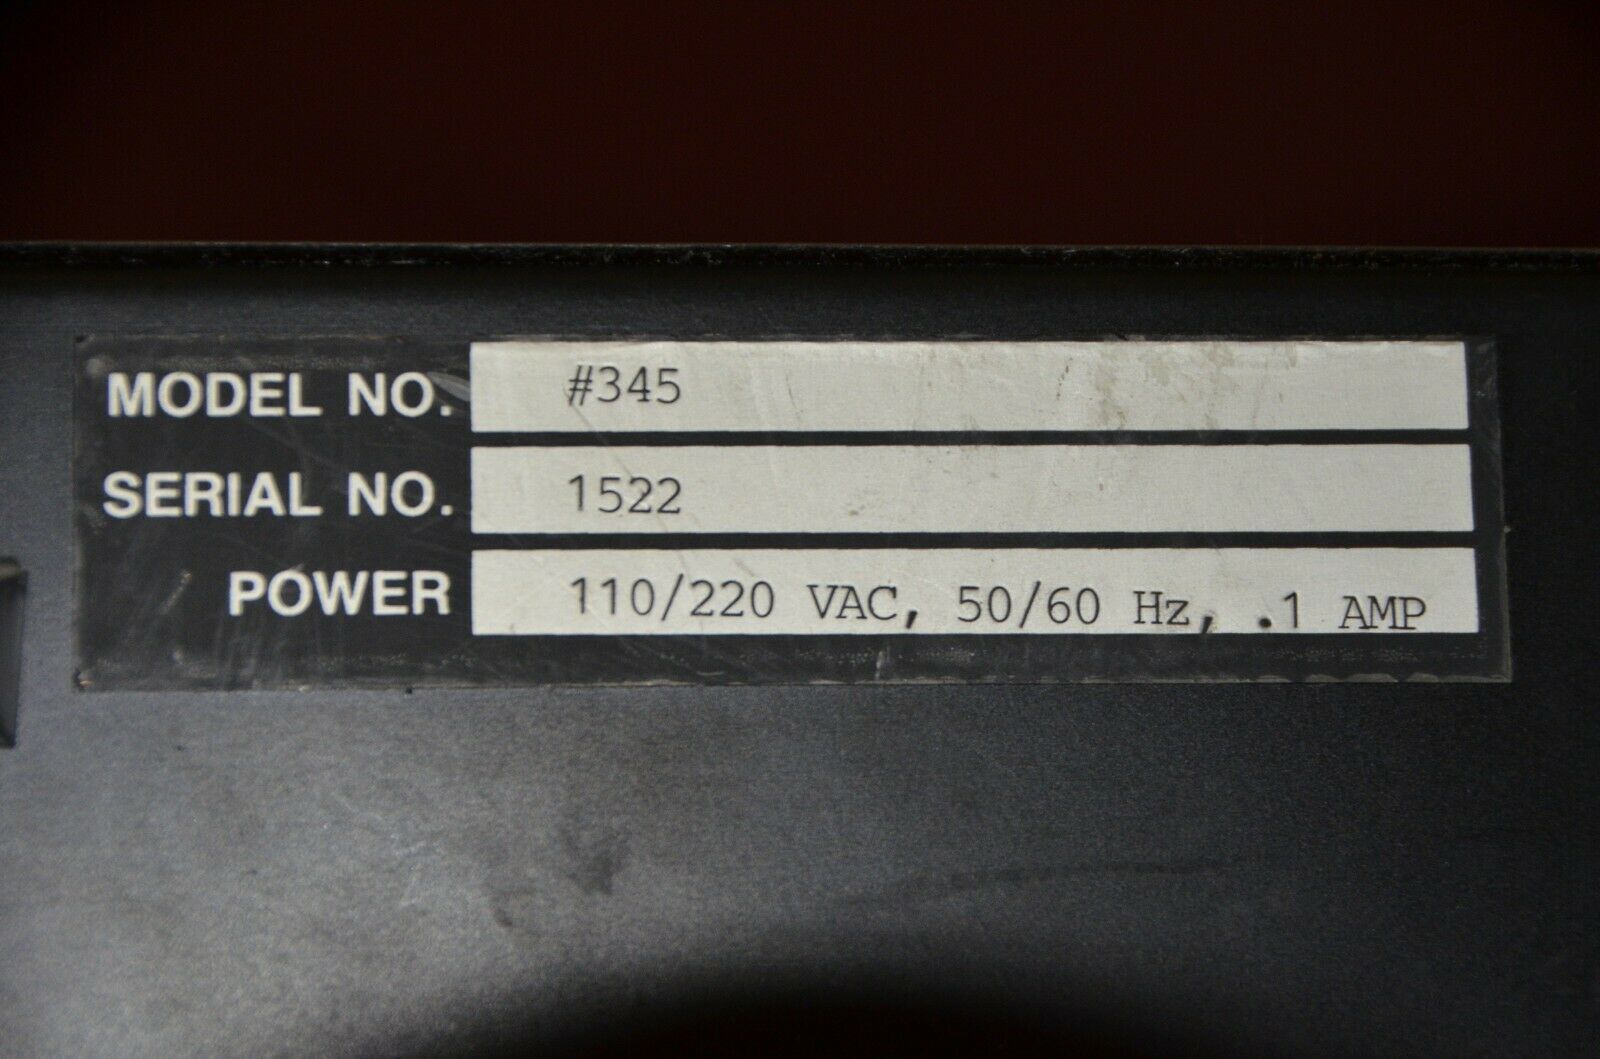 MODEL NO. #345
SERIAL NO. 1522
POWER 110/220 VAC, 50/60 Hz, .1 AMP